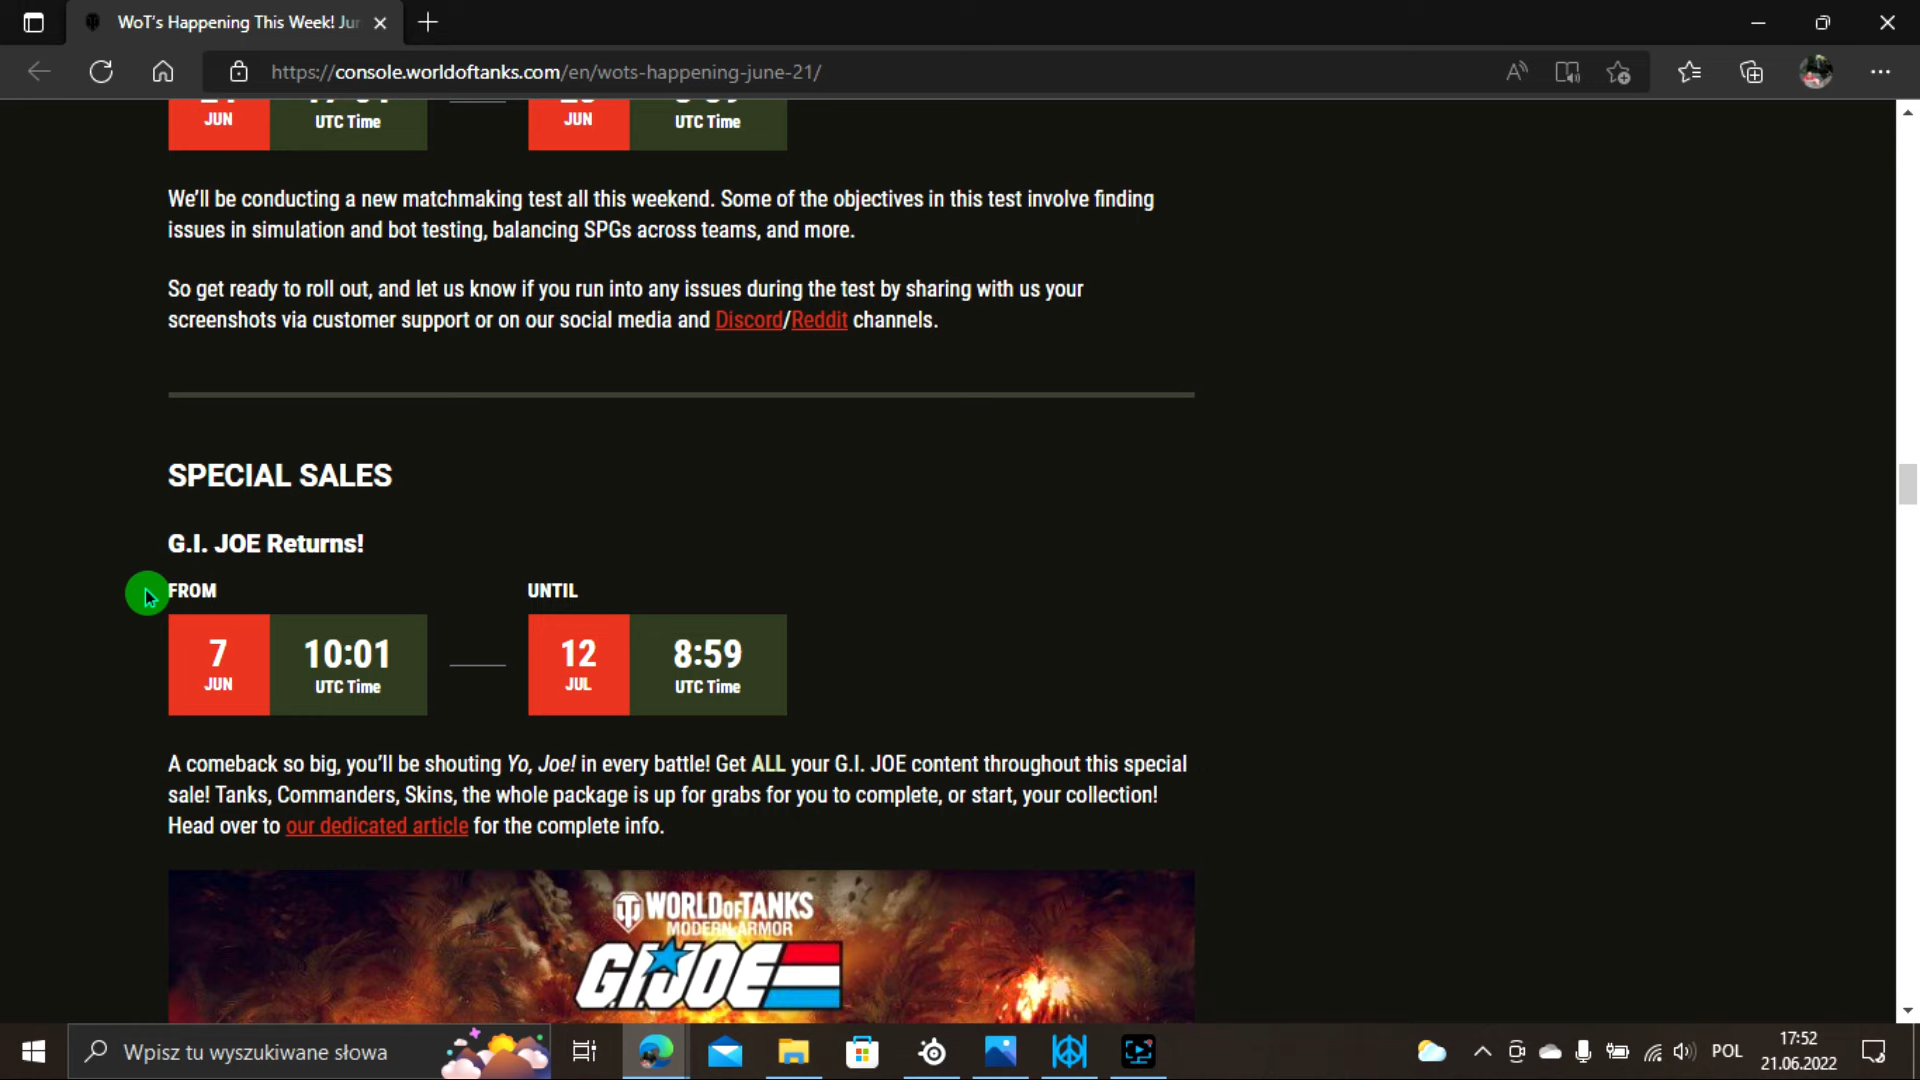 WoT's Happening This Week! Jun
https://console.worldoftanks.com/en/wots-happening-june-21/
JUN
UTC Time
JUN
UTC Time
We'll be conducting a new matchmaking test all this weekend. Some of the objectives in this test involve finding
issues in simulation and bot testing, balancing SPGs across teams, and more.
So get ready to roll out, and let us know if you run into any issues during the test by sharing with us your
screenshots via customer support or on our social media and Discord/Reddit channels.
SPECIAL SALES
G.I. JOE Returns!
FROM
UNTIL
7
JUN
10:01
UTC Time
12
JUL
8:59
UTC Time
A comeback so big, you'll be shouting Yo, Joe! in every battle! Get ALL your G.I. JOE content throughout this special
sale! Tanks, Commanders, Skins, the whole package is up for grabs for you to complete, or start, your collection!
Head over to our dedicated article for the complete info.
WORLD OF TANKS
MODERN ARMOR
G.I. JOE
Wpisz tu wyszukiwane słowa
POL
17:52
21.06.2022